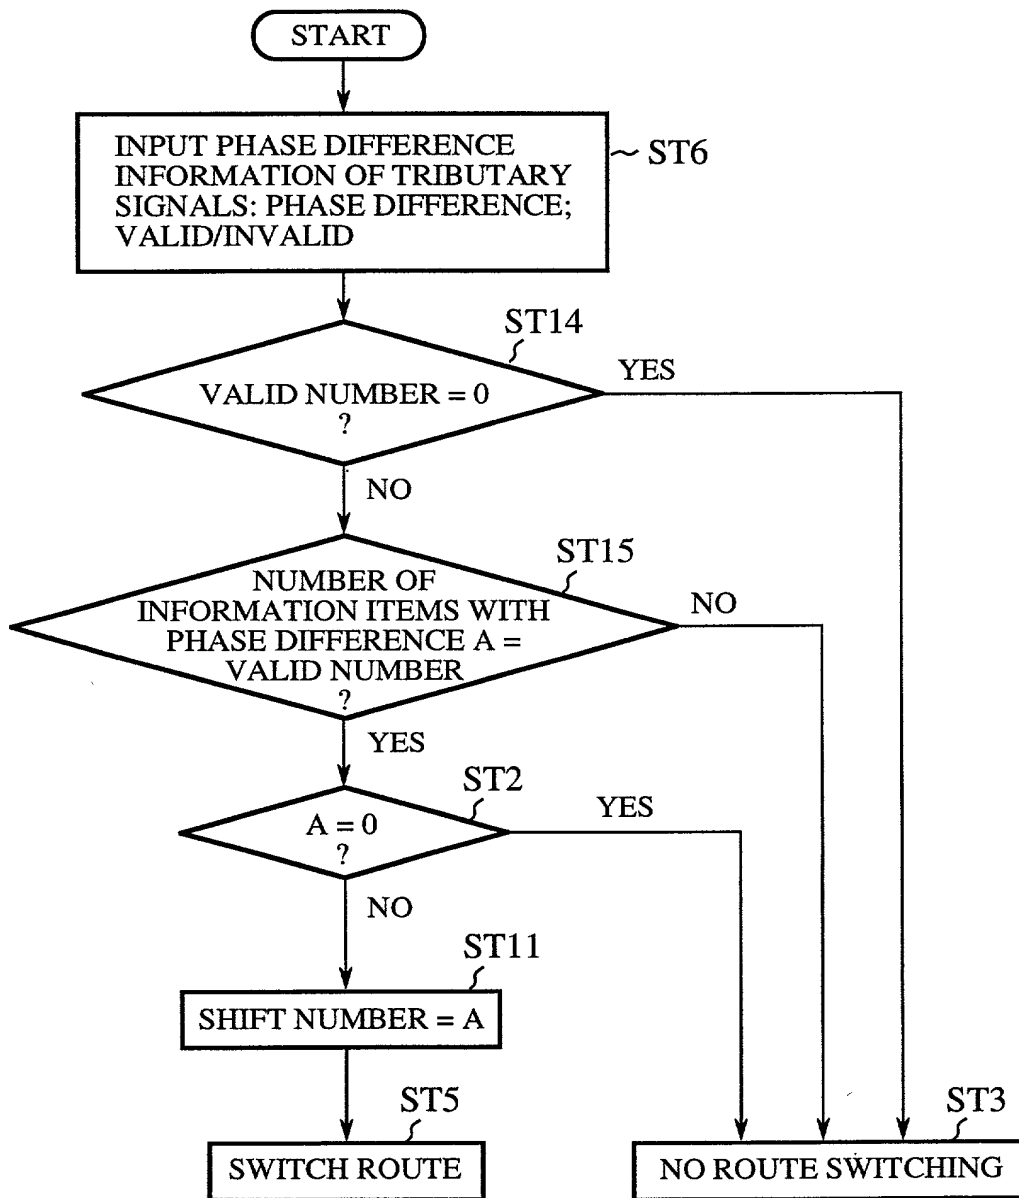 START
INPUT PHASE DIFFERENCE
INFORMATION OF TRIBUTARY
SIGNALS: PHASE DIFFERENCE;
VALID/INVALID
ST6
ST14
VALID NUMBER = 0
?
YES
NO
ST15
NUMBER OF
INFORMATION ITEMS WITH
PHASE DIFFERENCE A =
VALID NUMBER
?
NO
YES
ST2
A = 0
?
YES
NO
ST11
SHIFT NUMBER = A
ST5
SWITCH ROUTE
ST3
NO ROUTE SWITCHING